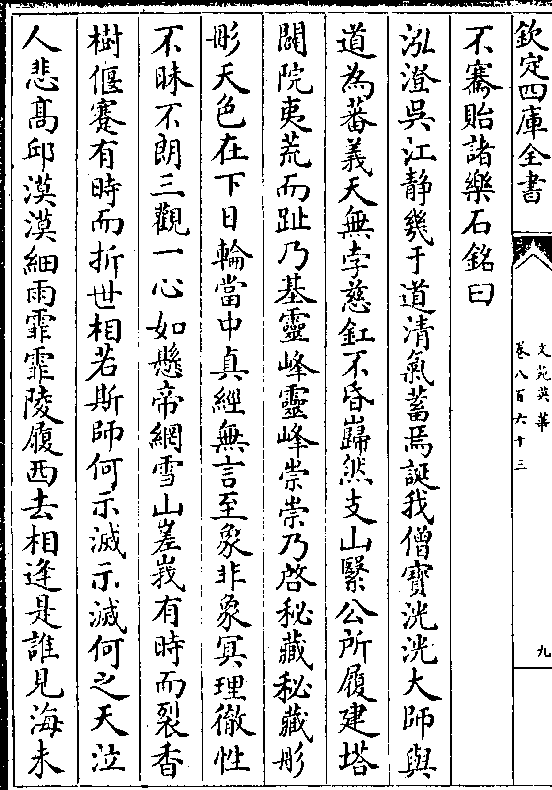 欽定四庫全書
文苑英華
卷八百六十三
九
不騫貽諸樂石銘曰
泓澄吳江静幾于道清氣蓄焉誕我僧寳洸洸大師與
道為蕃義天無孛慈釭不昏巋然支山緊公所履建塔
闢院夷荒而趾乃基靈峰靈峰崇崇乃啓秘藏秘藏彤
彤天色在下日輪當中真經無言至象非象冥理徹性
不昧不朗三觀一心如懸帝網雪山嵳峩有時而裂香
樹偃蹇有時而折世相若斯師何示滅示滅何之天泣
人悲髙邱漠漠細雨霏霏陵履西去相逢是誰見海未